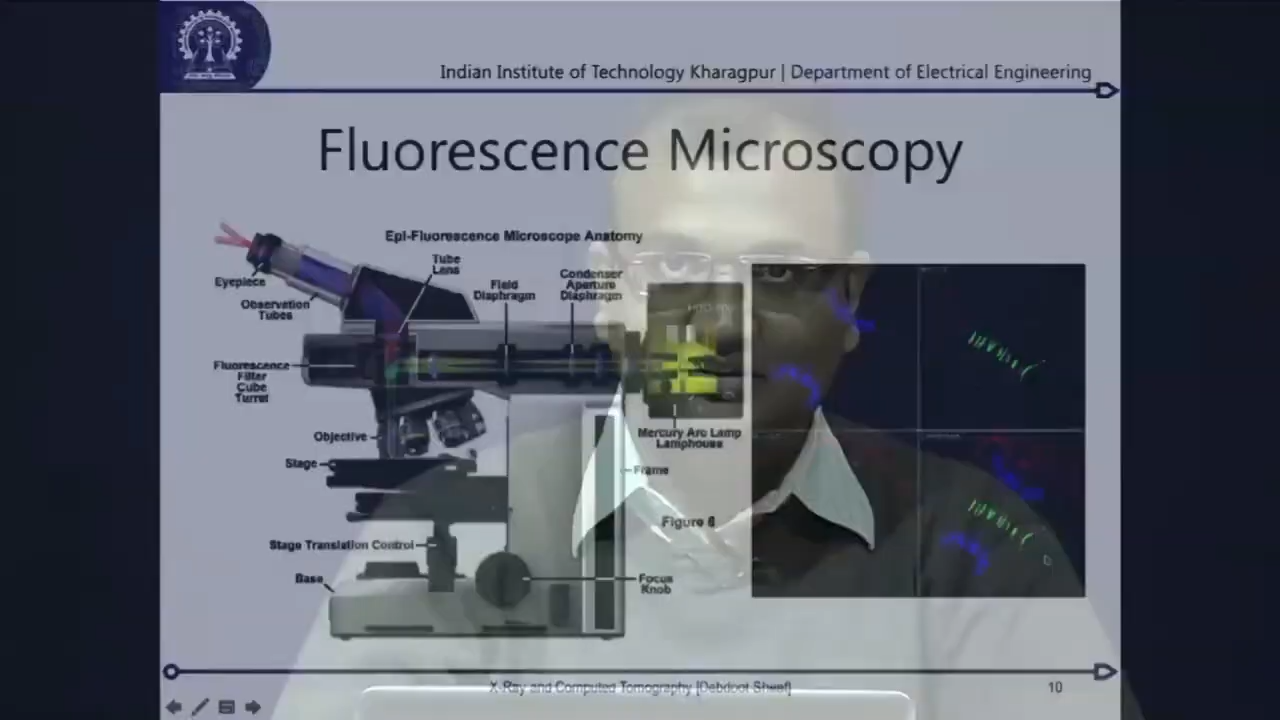 Indian Institute of Technology Kharagpur | Department of Electrical Engineering
Fluorescence Microscopy
Epi-Fluorescence Microscope Anatomy
Tube
Lens
Eyepiece
Observation
Tubes
Field
Diaphragm
Condenser
Aperture
Diaphragm
Fluorescence
Filter
Cube
Turret
Objective
Mercury Arc Lamp
Lamphouse
Stage
Frame
Figure 6
Stage Translation Control
Base
Focus
Knob
X-Ray and Computed Tomography [Debdoot Sheet]
10